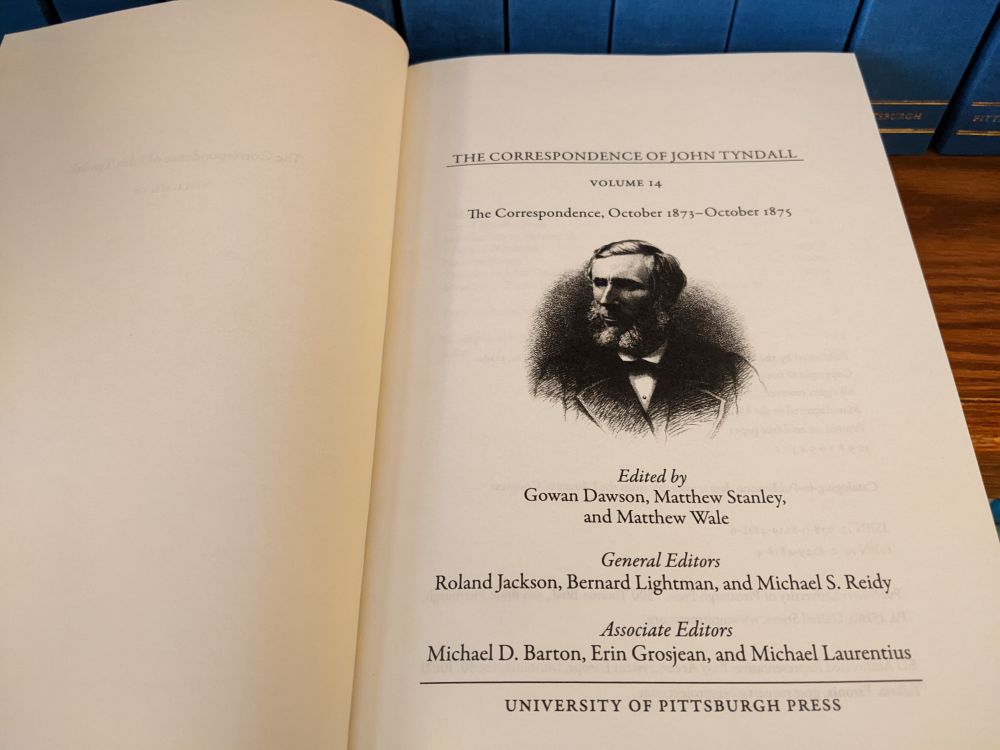 THE CORRESPONDENCE OF JOHN TYNDALL
VOLUME 14
The Correspondence, October 1873–October 1875
Edited by
Gowan Dawson, Matthew Stanley,
and Matthew Wale
General Editors
Roland Jackson, Bernard Lightman, and Michael S. Reidy
Associate Editors
Michael D. Barton, Erin Grosjean, and Michael Laurentius
UNIVERSITY OF PITTSBURGH PRESS